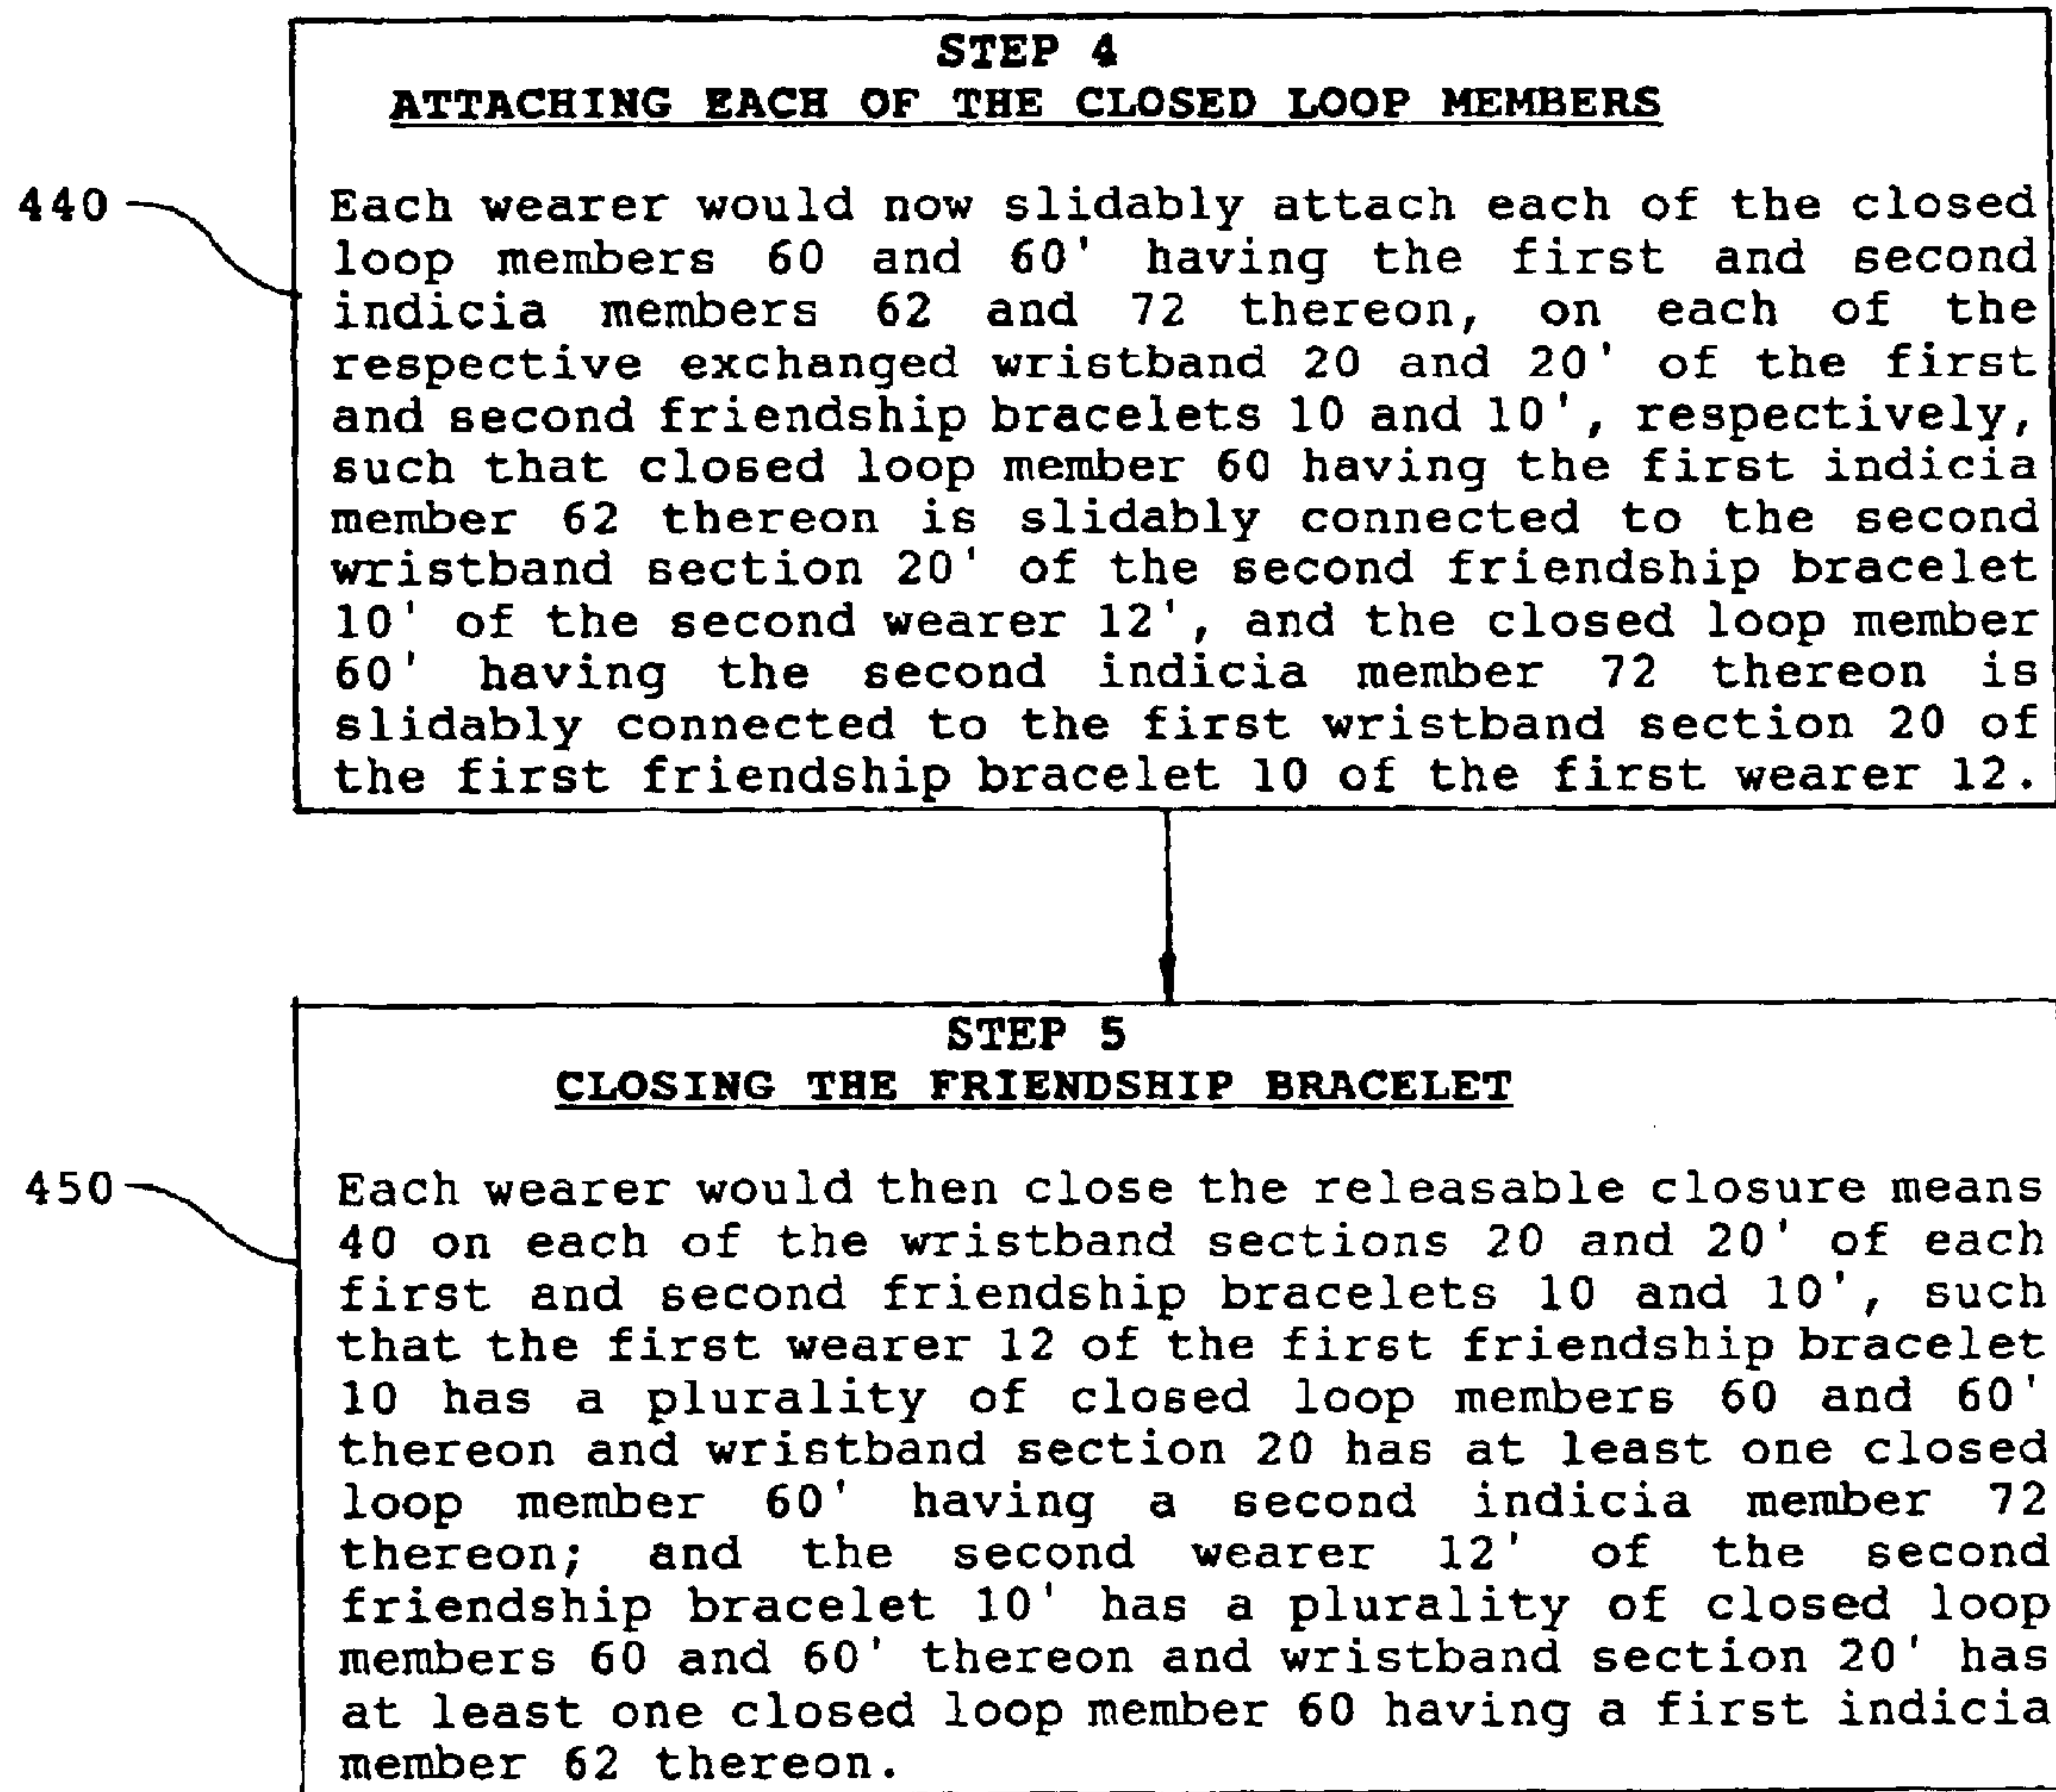 STEP 4
ATTACHING EACH OF THE CLOSED LOOP MEMBERS
440
Each wearer would now slidably attach each of the closed
loop members 60 and 60' having the first and second
indicia members 62 and 72 thereon, on each of the
respective exchanged wristband 20 and 20' of the first
and second friendship bracelets 10 and 10', respectively,
such that closed loop member 60 having the first indicia
member 62 thereon is slidably connected to the second
wristband section 20' of the second friendship bracelet
10' of the second wearer 12', and the closed loop member
60' having the second indicia member 72 thereon is
slidably connected to the first wristband section 20 of
the first friendship bracelet 10 of the first wearer 12.
STEP 5
CLOSING THE FRIENDSHIP BRACELET
450
Each wearer would then close the releasable closure means
40 on each of the wristband sections 20 and 20' of each
first and second friendship bracelets 10 and 10', such
that the first wearer 12 of the first friendship bracelet
10 has a plurality of closed loop members 60 and 60'
thereon and wristband section 20 has at least one closed
loop member 60' having a second indicia member 72
thereon; and the second wearer 12' of the second
friendship bracelet 10' has a plurality of closed loop
members 60 and 60' thereon and wristband section 20' has
at least one closed loop member 60 having a first indicia
member 62 thereon.